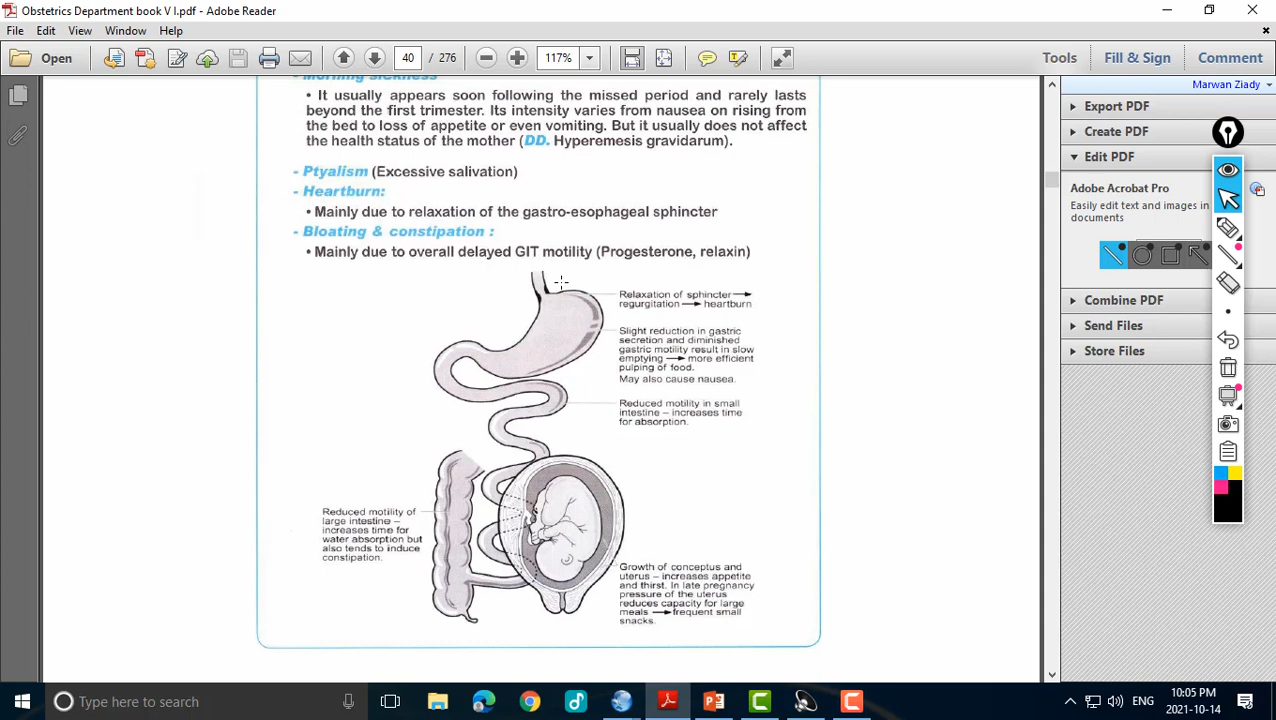 Obstetrics Department book V I.pdf - Adobe Reader
File Edit View Window Help
Open 40 / 276 117% Tools Fill & Sign Comment
Marwan Ziady
Export PDF
Create PDF
Edit PDF
Adobe Acrobat Pro
Easily edit text and images in
documents
Combine PDF
Send Files
Store Files
- Morning sickness
• It usually appears soon following the missed period and rarely lasts
beyond the first trimester. Its intensity varies from nausea on rising from
the bed to loss of appetite or even vomiting. But it usually does not affect
the health status of the mother (DD. Hyperemesis gravidarum).
- Ptyalism (Excessive salivation)
- Heartburn:
• Mainly due to relaxation of the gastro-esophageal sphincter
- Bloating & constipation :
• Mainly due to overall delayed GIT motility (Progesterone, relaxin)
Relaxation of sphincter →
regurgitation → heartburn
Slight reduction in gastric
secretion and diminished
gastric motility result in slow
emptying → more efficient
pulping of food.
May also cause nausea.
Reduced motility in small
intestine – increases time
for absorption.
Reduced motility of
large intestine –
increases time for
water absorption but
also tends to induce
constipation.
Growth of conceptus and
uterus – increases appetite
and thirst. In late pregnancy
pressure of the uterus
reduces capacity for large
meals → frequent small
snacks.
Type here to search
ENG
10:05 PM
2021-10-14